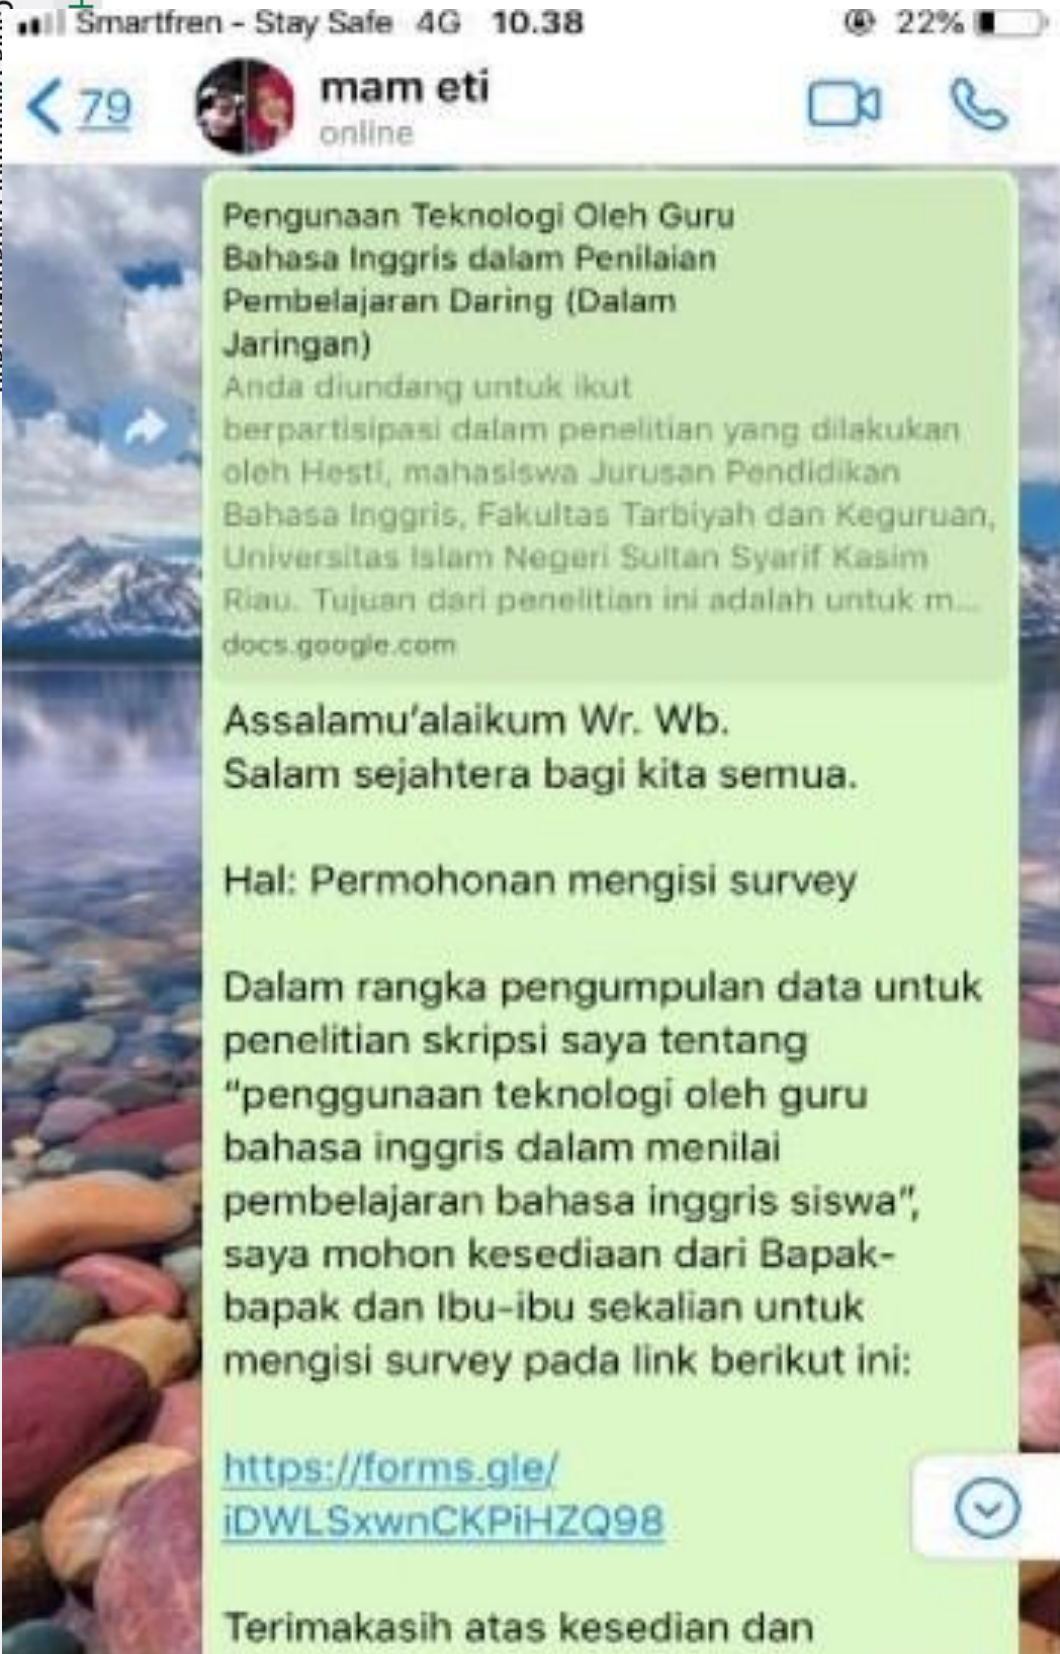 Smartfren - Stay Safe 4G 10.38 22%
79
mam eti
online
Pengunaan Teknologi Oleh Guru
Bahasa Inggris dalam Penilaian
Pembelajaran Daring (Dalam
Jaringan)
Anda diundang untuk ikut
berpartisipasi dalam penelitian yang dilakukan
oleh Hesti, mahasiswa Jurusan Pendidikan
Bahasa Inggris, Fakultas Tarbiyah dan Keguruan,
Universitas Islam Negeri Sultan Syarif Kasim
Riau. Tujuan dari penelitian ini adalah untuk m...
docs.google.com
Assalamu'alaikum Wr. Wb.
Salam sejahtera bagi kita semua.
Hal: Permohonan mengisi survey
Dalam rangka pengumpulan data untuk
penelitian skripsi saya tentang
"penggunaan teknologi oleh guru
bahasa inggris dalam menilai
pembelajaran bahasa inggris siswa",
saya mohon kesediaan dari Bapak-
bapak dan Ibu-ibu sekalian untuk
mengisi survey pada link berikut ini:
https://forms.gle/
iDWLSxwnCKPiHZQ98
Terimakasih atas kesedian dan